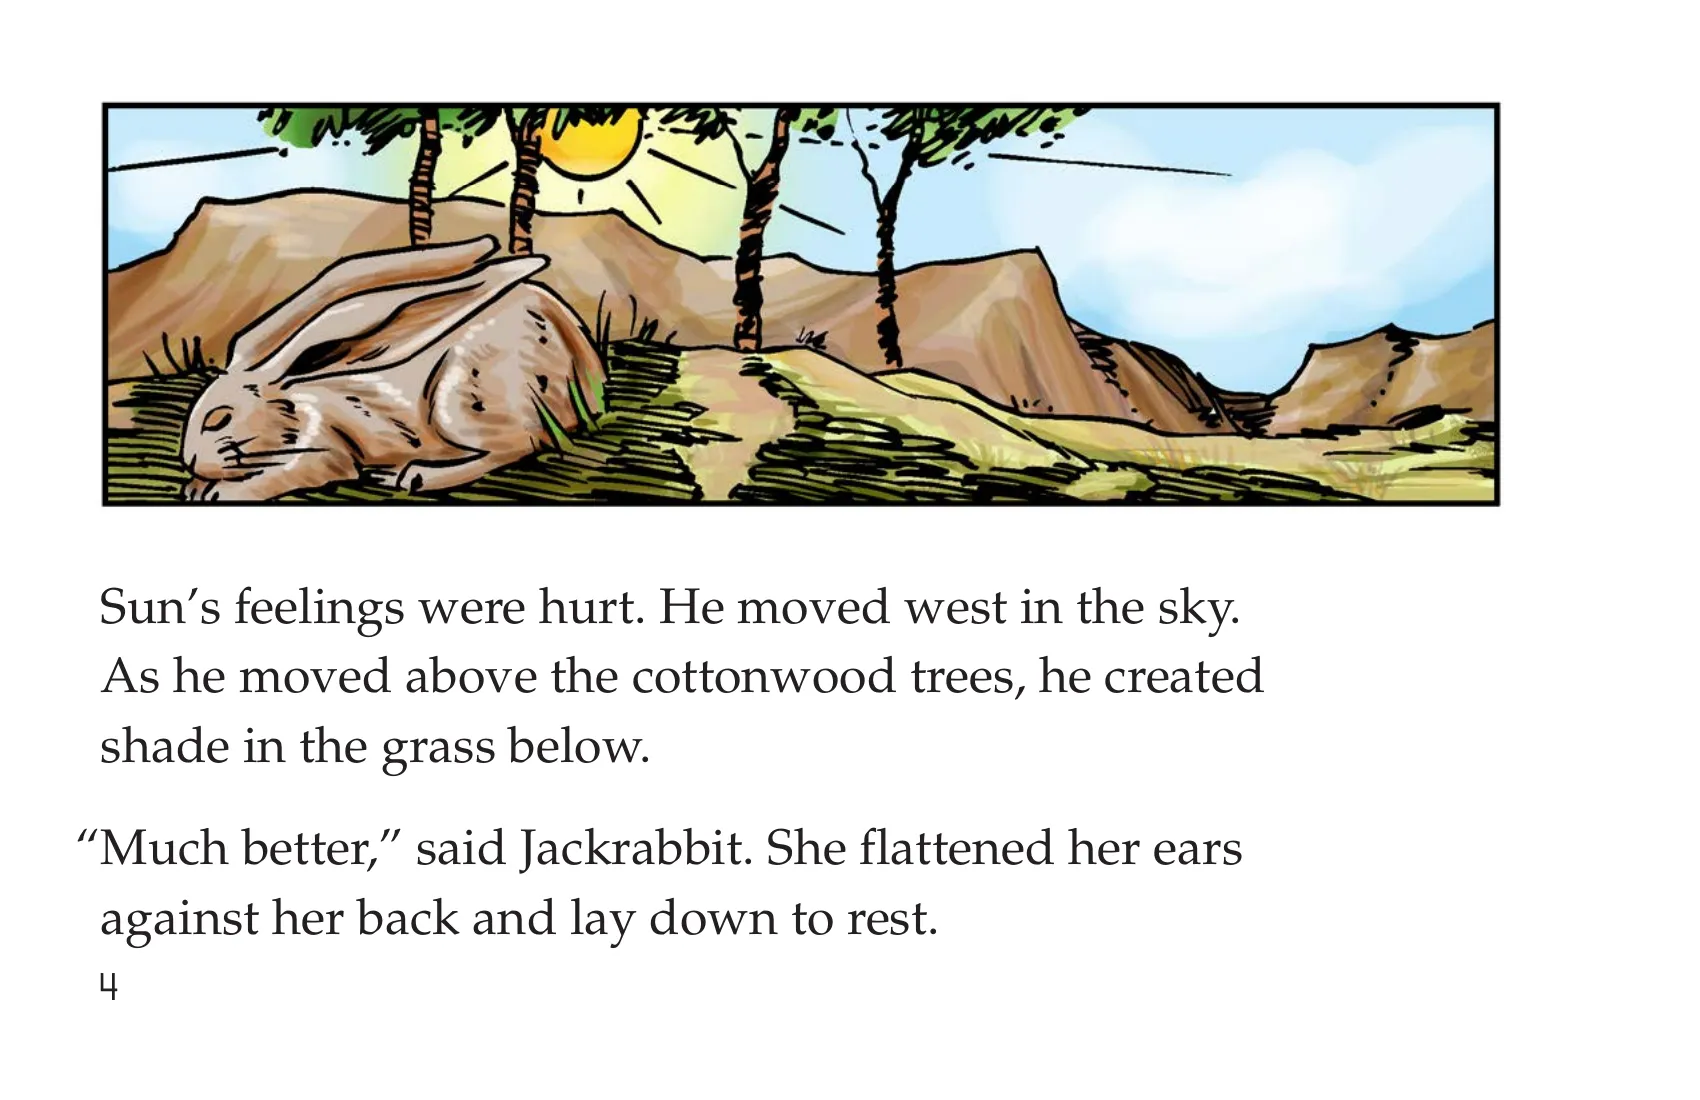 Sun’s feelings were hurt. He moved west in the sky.
As he moved above the cottonwood trees, he created
shade in the grass below.
“Much better,” said Jackrabbit. She flattened her ears
against her back and lay down to rest.
4